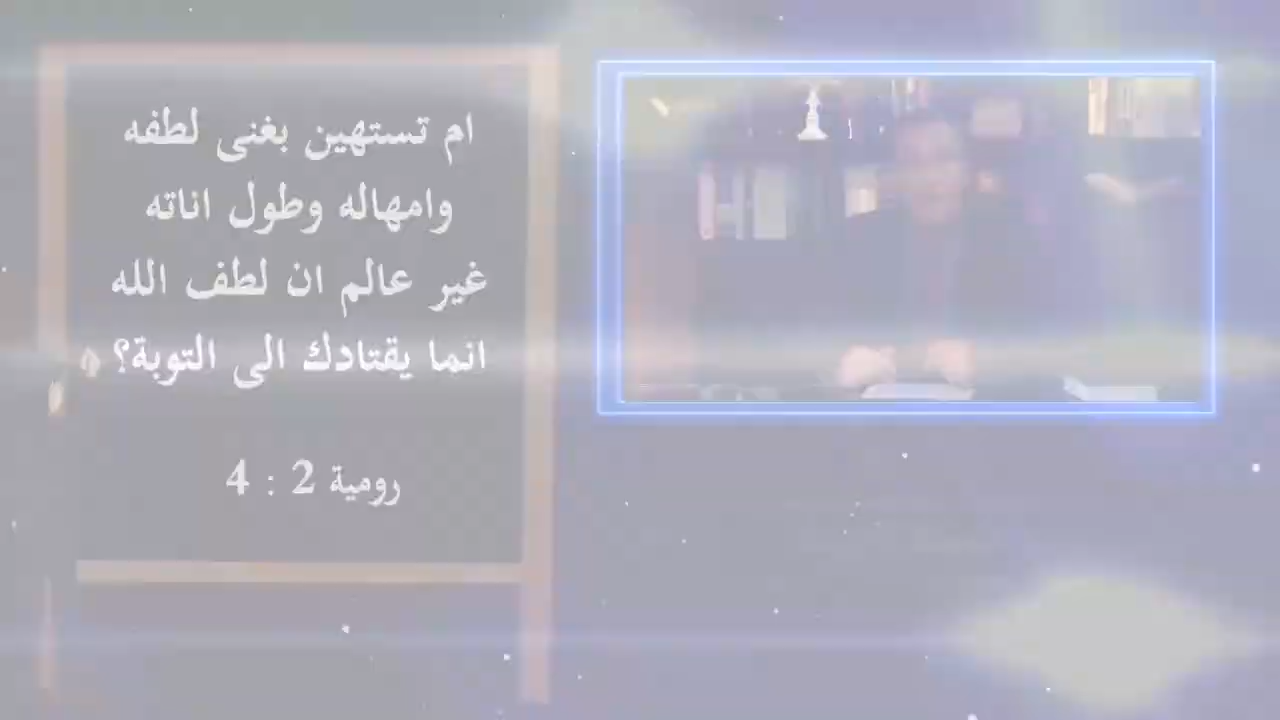 ام تستهين بغنى لطفه
وامهاله وطول اناته
غير عالم ان لطف الله
انما يقتادك الى التوبة؟
رومية 2 : 4